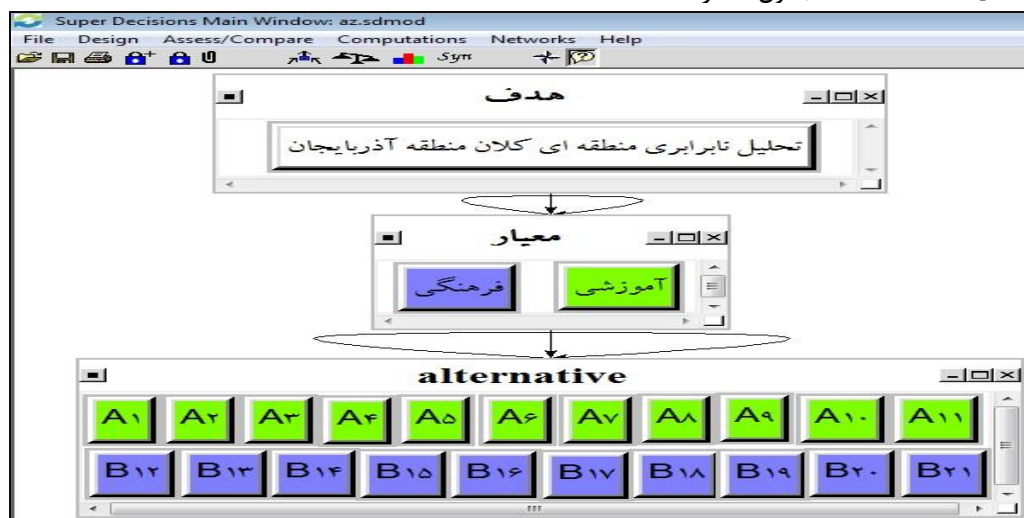 Super Decisions Main Window: az.sdmod
File Design Assess/Compare Computations Networks Help
Syn
هدف
تحلیل نابرابری منطقه ای کلان منطقه آذربایجان
معیار
فرهنگی آموزشی
alternative
A۱ A۲ A۳ A۴ A۵ A۶ A۷ A۸ A۹ A۱۰ A۱۱
B۱۲ B۱۳ B۱۴ B۱۵ B۱۶ B۱۷ B۱۸ B۱۹ B۲۰ B۲۱